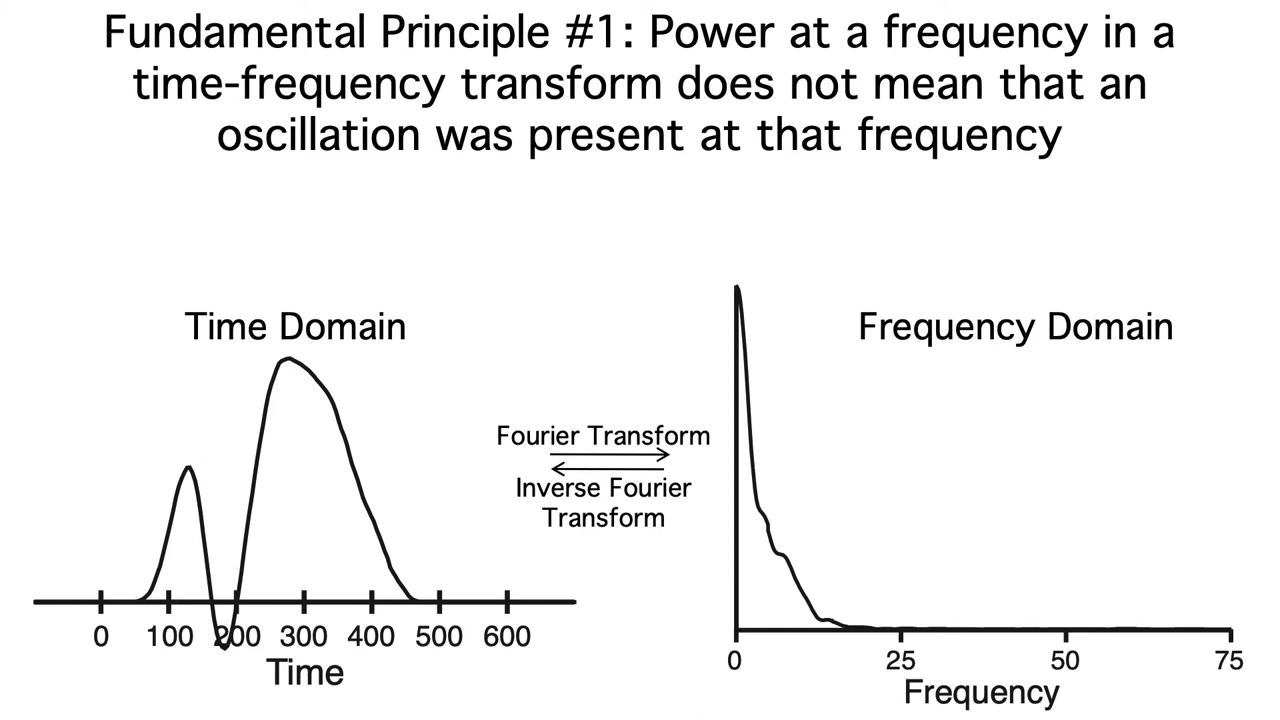 Fundamental Principle #1: Power at a frequency in a
time-frequency transform does not mean that an
oscillation was present at that frequency
Time Domain
Frequency Domain
Fourier Transform
Inverse Fourier
Transform
0 100 200 300 400 500 600
Time
0 25 50 75
Frequency